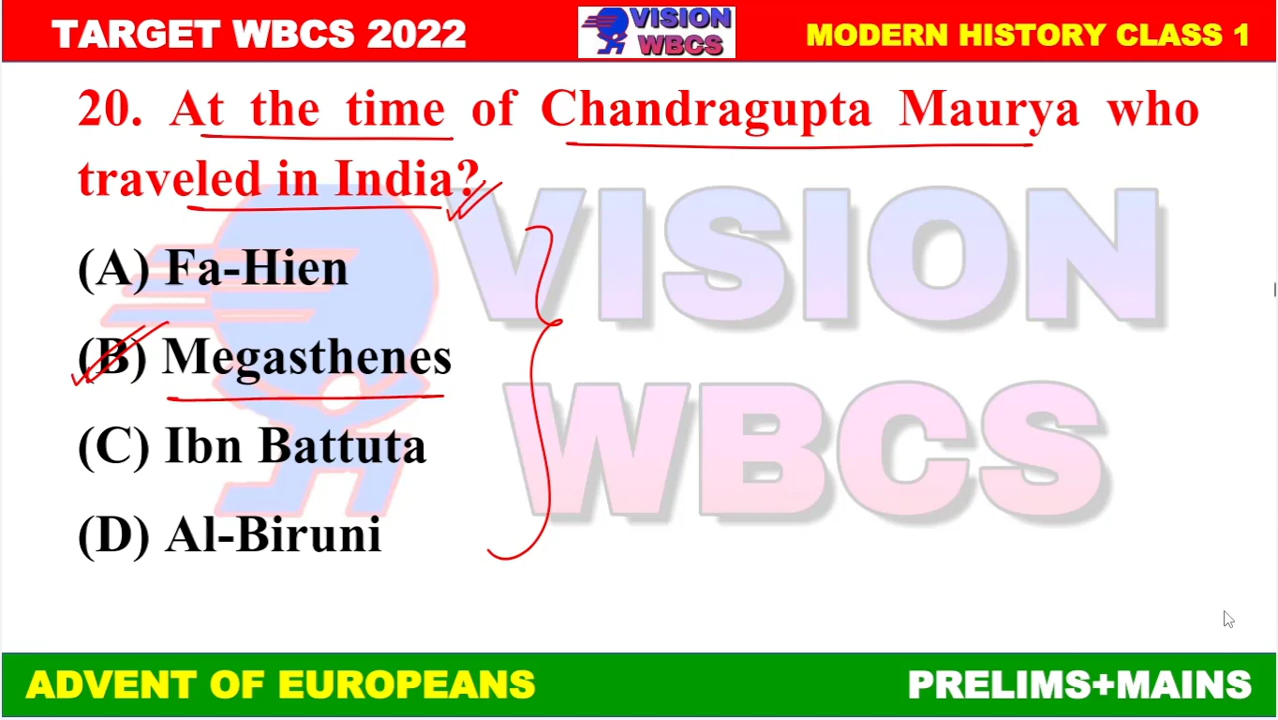 TARGET WBCS 2022
VISION
WBCS
MODERN HISTORY CLASS 1
20. At the time of Chandragupta Maurya who
traveled in India?
(A) Fa-Hien
(B) Megasthenes
(C) Ibn Battuta
(D) Al-Biruni
VISION
WBCS
ADVENT OF EUROPEANS
PRELIMS+MAINS